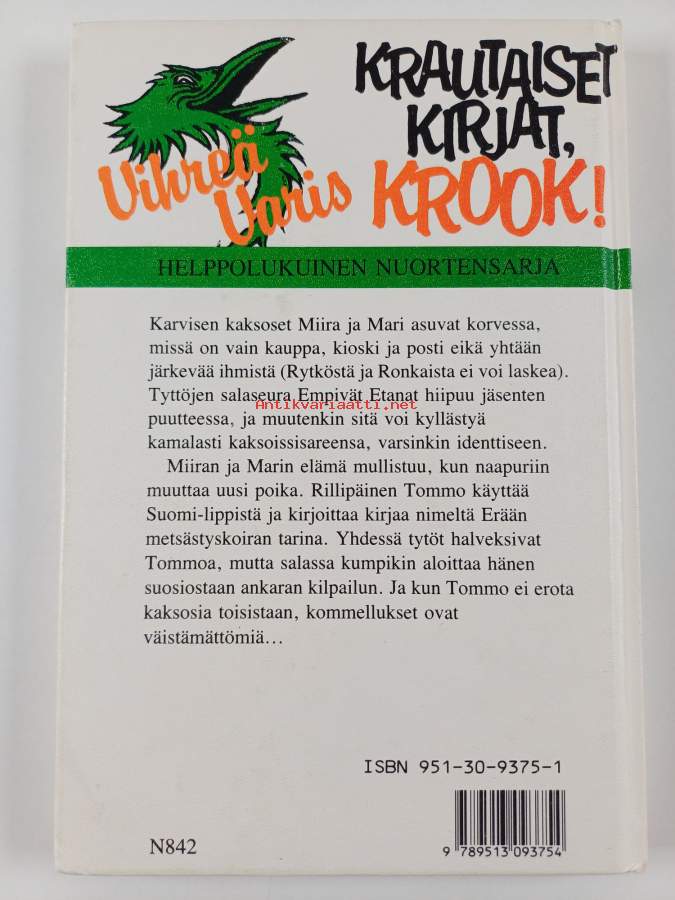 KRAUTAISET
KIRJAT,
KROOK!
Vihreä
Varis
HELPPOLUKUINEN NUORTENSARJA
Karvisen kaksoset Miira ja Mari asuvat korvessa,
missä on vain kauppa, kioski ja posti eikä yhtään
järkevää ihmistä (Rytköstä ja Ronkaista ei voi laskea).
Tyttöjen salaseura Empivät Etanat hiipuu jäsenten
Antikvariaatti.net
puutteessa, ja muutenkin sitä voi kyllästyä
kamalasti kaksoissisareensa, varsinkin identtiseen.
Miiran ja Marin elämä mullistuu, kun naapuriin
muuttaa uusi poika. Rillipäinen Tommo käyttää
Suomi-lippistä ja kirjoittaa kirjaa nimeltä Erään
metsästyskoiran tarina. Yhdessä tytöt halveksivat
Tommoa, mutta salassa kumpikin aloittaa hänen
suosiostaan ankaran kilpailun. Ja kun Tommo ei erota
kaksosia toisistaan, kommellukset ovat
väistämättömiä...
ISBN 951-30-9375-1
N842
9 789513 093754